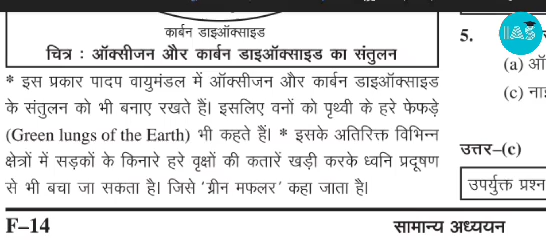 कार्बन डाइऑक्साइड
चित्र : ऑक्सीजन और कार्बन डाइऑक्साइड का संतुलन
* इस प्रकार पादप वायुमंडल में ऑक्सीजन और कार्बन डाइऑक्साइड
के संतुलन को भी बनाए रखते हैं। इसलिए वनों को पृथ्वी के हरे फेफड़े
(Green lungs of the Earth) भी कहते हैं। * इसके अतिरिक्त विभिन्न
क्षेत्रों में सड़कों के किनारे हरे वृक्षों की कतारें खड़ी करके ध्वनि प्रदूषण
से भी बचा जा सकता है। जिसे 'ग्रीन मफलर' कहा जाता है।
F–14
5.
IAS
(a)
(c)
उत्तर–(c)
उपर्युक्त प्रश्न
सामान्य अध्ययन